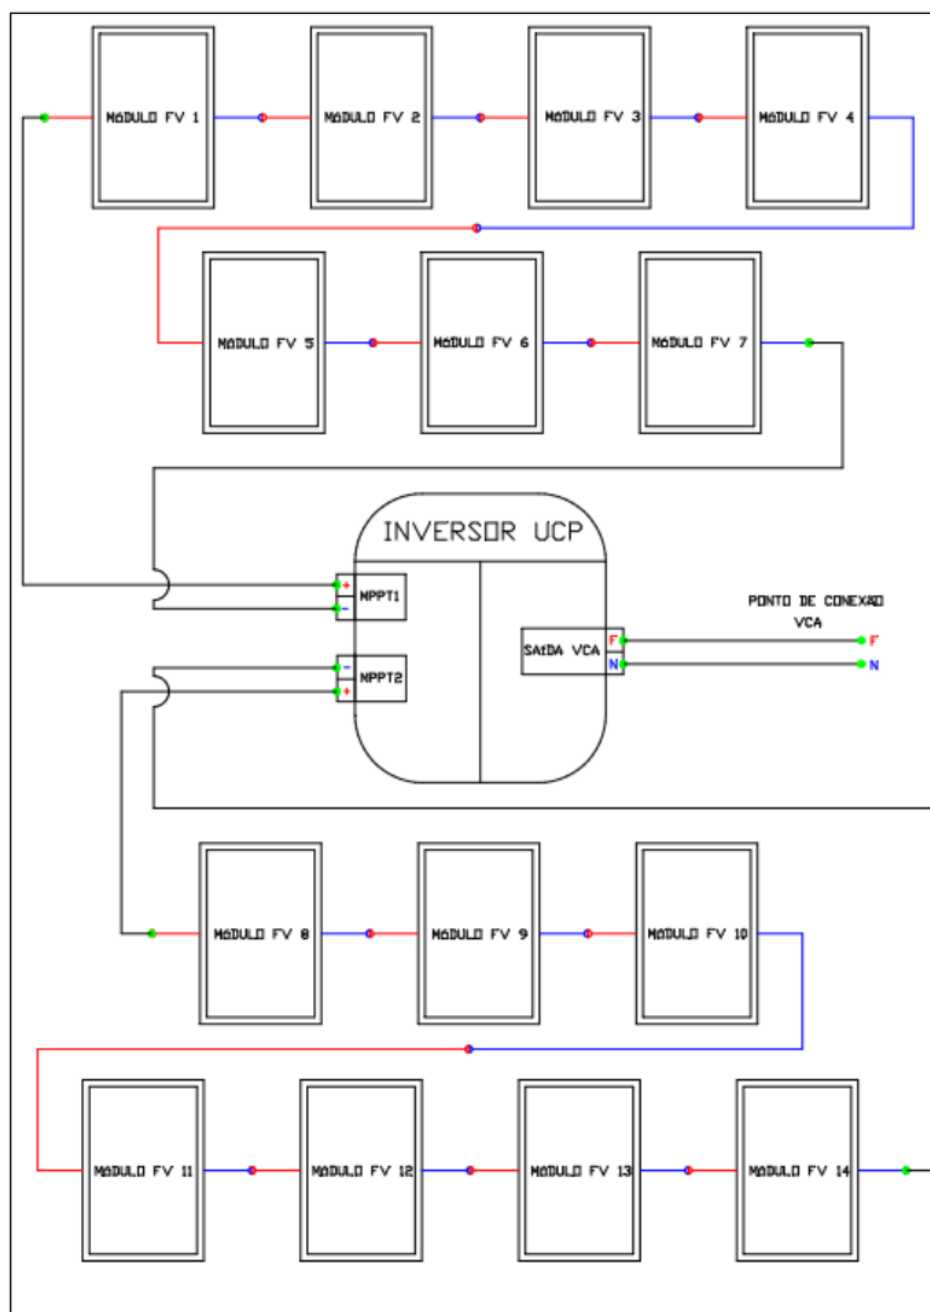 MóDULO FV 1
MóDULO FV 2
MóDULO FV 3
MóDULO FV 4
MóDULO FV 5
MóDULO FV 6
MóDULO FV 7
INVERSOR UCP
+
MPPT1
-
PONTO DE CONEXãO
VCA
SAíDA VCA
F
N
F
N
-
MPPT2
+
MóDULO FV 8
MóDULO FV 9
MóDULO FV 10
MóDULO FV 11
MóDULO FV 12
MóDULO FV 13
MóDULO FV 14